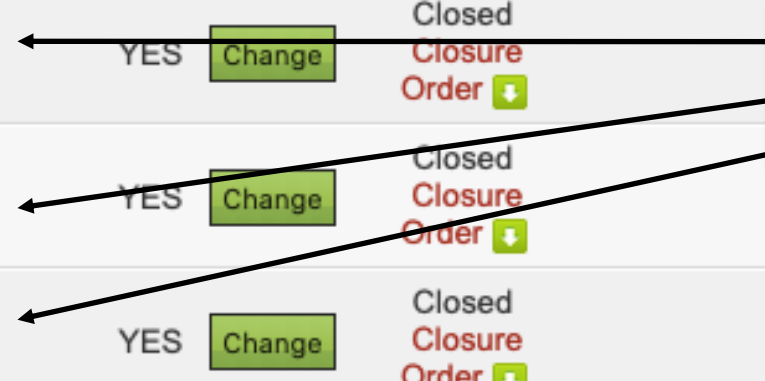 Closed
YES Change Closure
Order
Closed
YES Change Closure
Order
Closed
YES Change Closure
Order